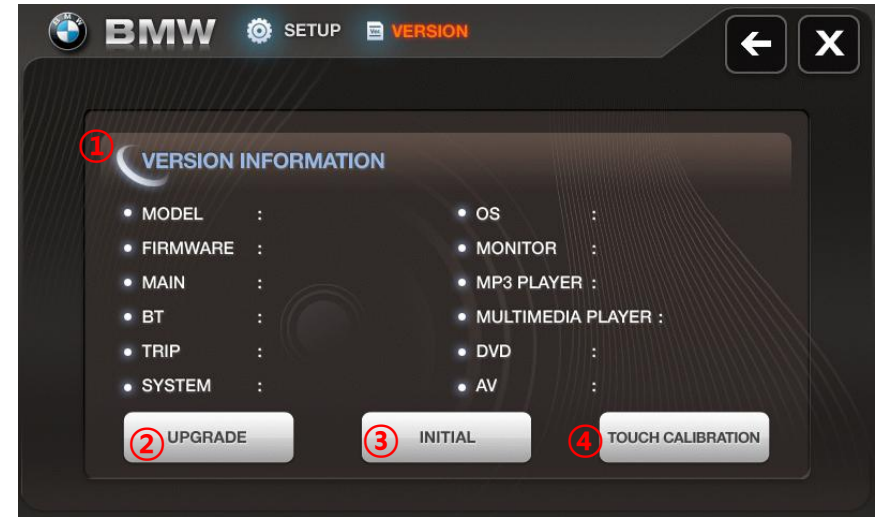 BMW SETUP VERSION ← X
① VERSION INFORMATION
• MODEL : • OS :
• FIRMWARE : • MONITOR :
• MAIN : • MP3 PLAYER :
• BT : • MULTIMEDIA PLAYER :
• TRIP : • DVD :
• SYSTEM : • AV :
② UPGRADE ③ INITIAL ④ TOUCH CALIBRATION